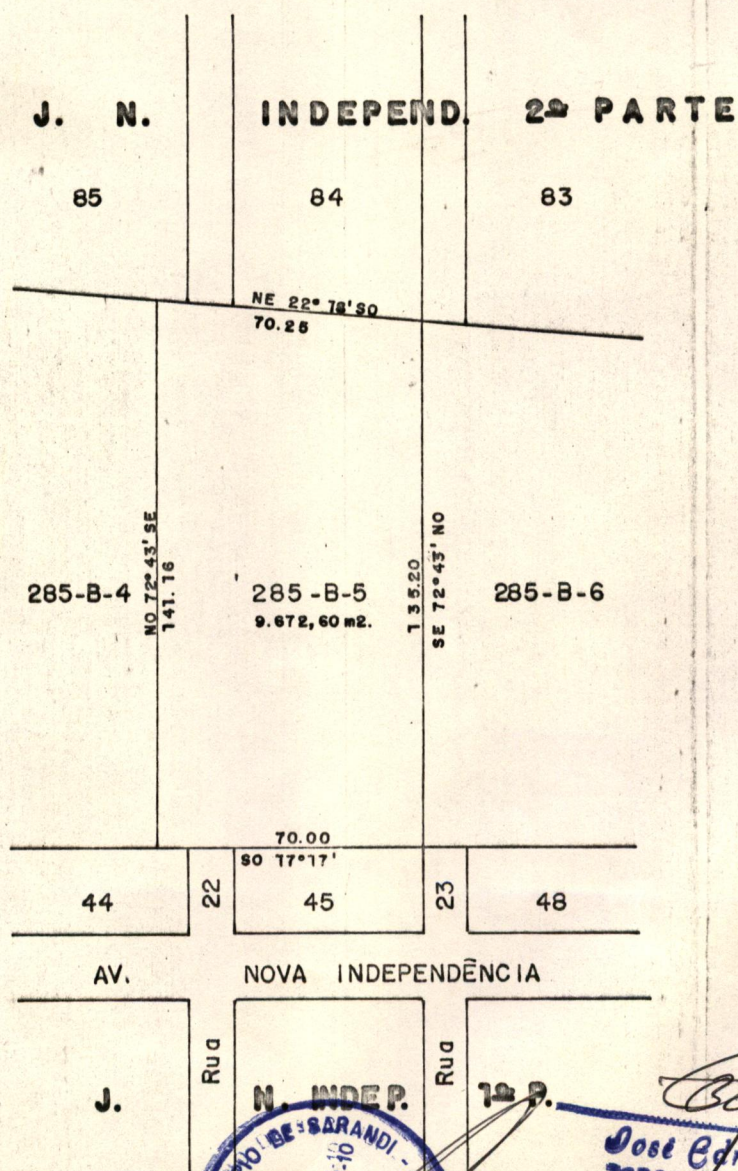 J. N. INDEPEND. 2ª PARTE
85 84 83
NE 22° 18' SO
70.25
NO 72° 43' SE
141.16
135.20
SE 72° 43' NO
285-B-4 285-B-5 285-B-6
9.672,60 m2.
70.00
SO 17°17'
44 22 45 23 48
AV. NOVA INDEPENDÊNCIA
Rua Rua
J. N. INDEP. 1ª P.
DE SARANDI -
José